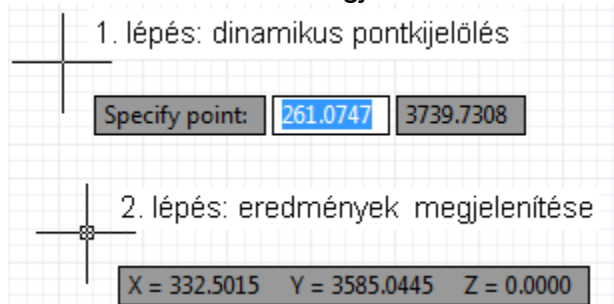 1. lépés: dinamikus pontkijelölés
Specify point: 261.0747 3739.7308
2. lépés: eredmények megjelenítése
X = 332.5015 Y = 3585.0445 Z = 0.0000